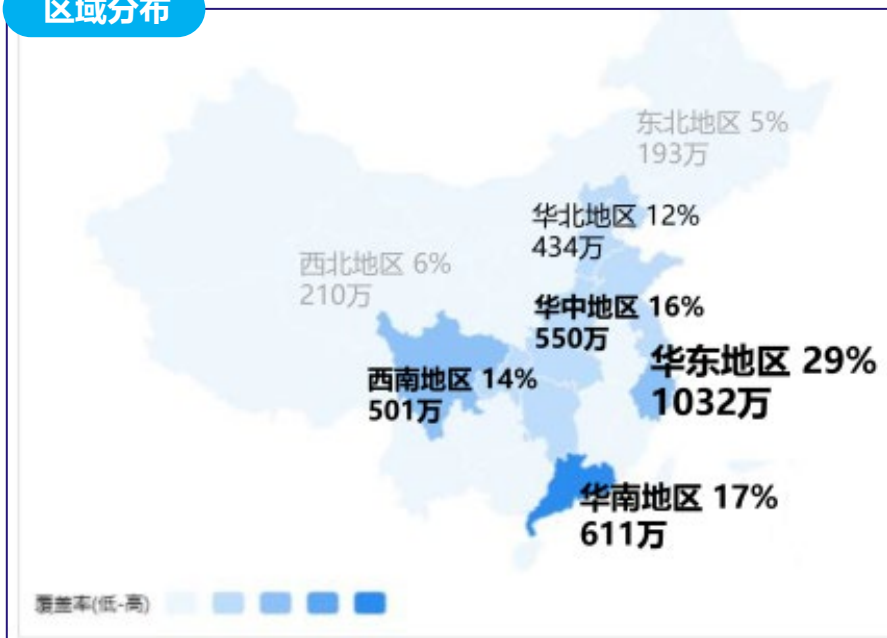 区域分布
东北地区 5%
193万
华北地区 12%
434万
西北地区 6%
210万
华中地区 16%
550万
华东地区 29%
1032万
西南地区 14%
501万
华南地区 17%
611万
覆盖率(低-高)